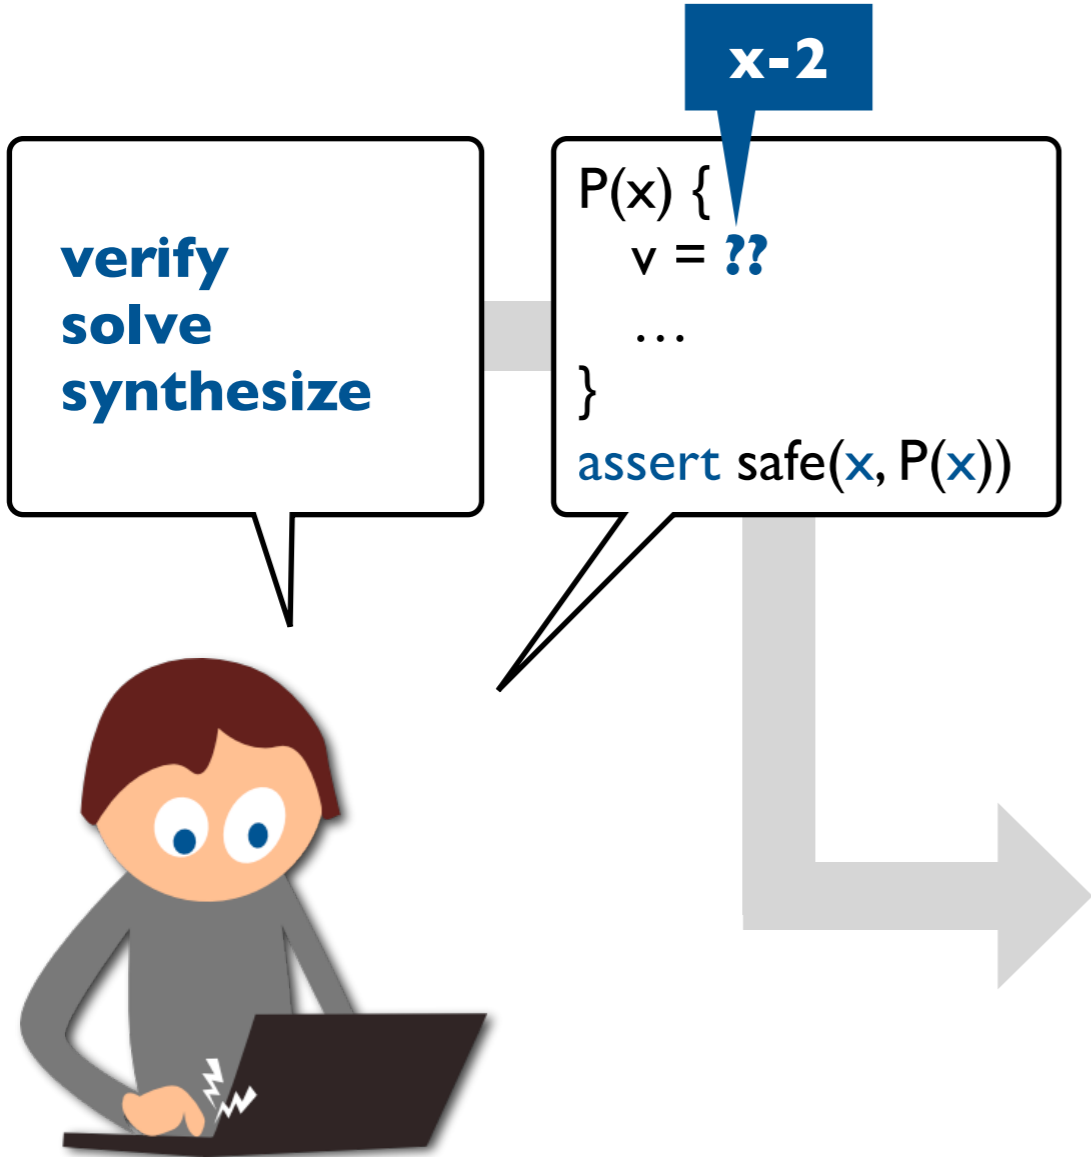 x-2
verify
solve
synthesize
P(x) {
v = ??
…
}
assert safe(x, P(x))